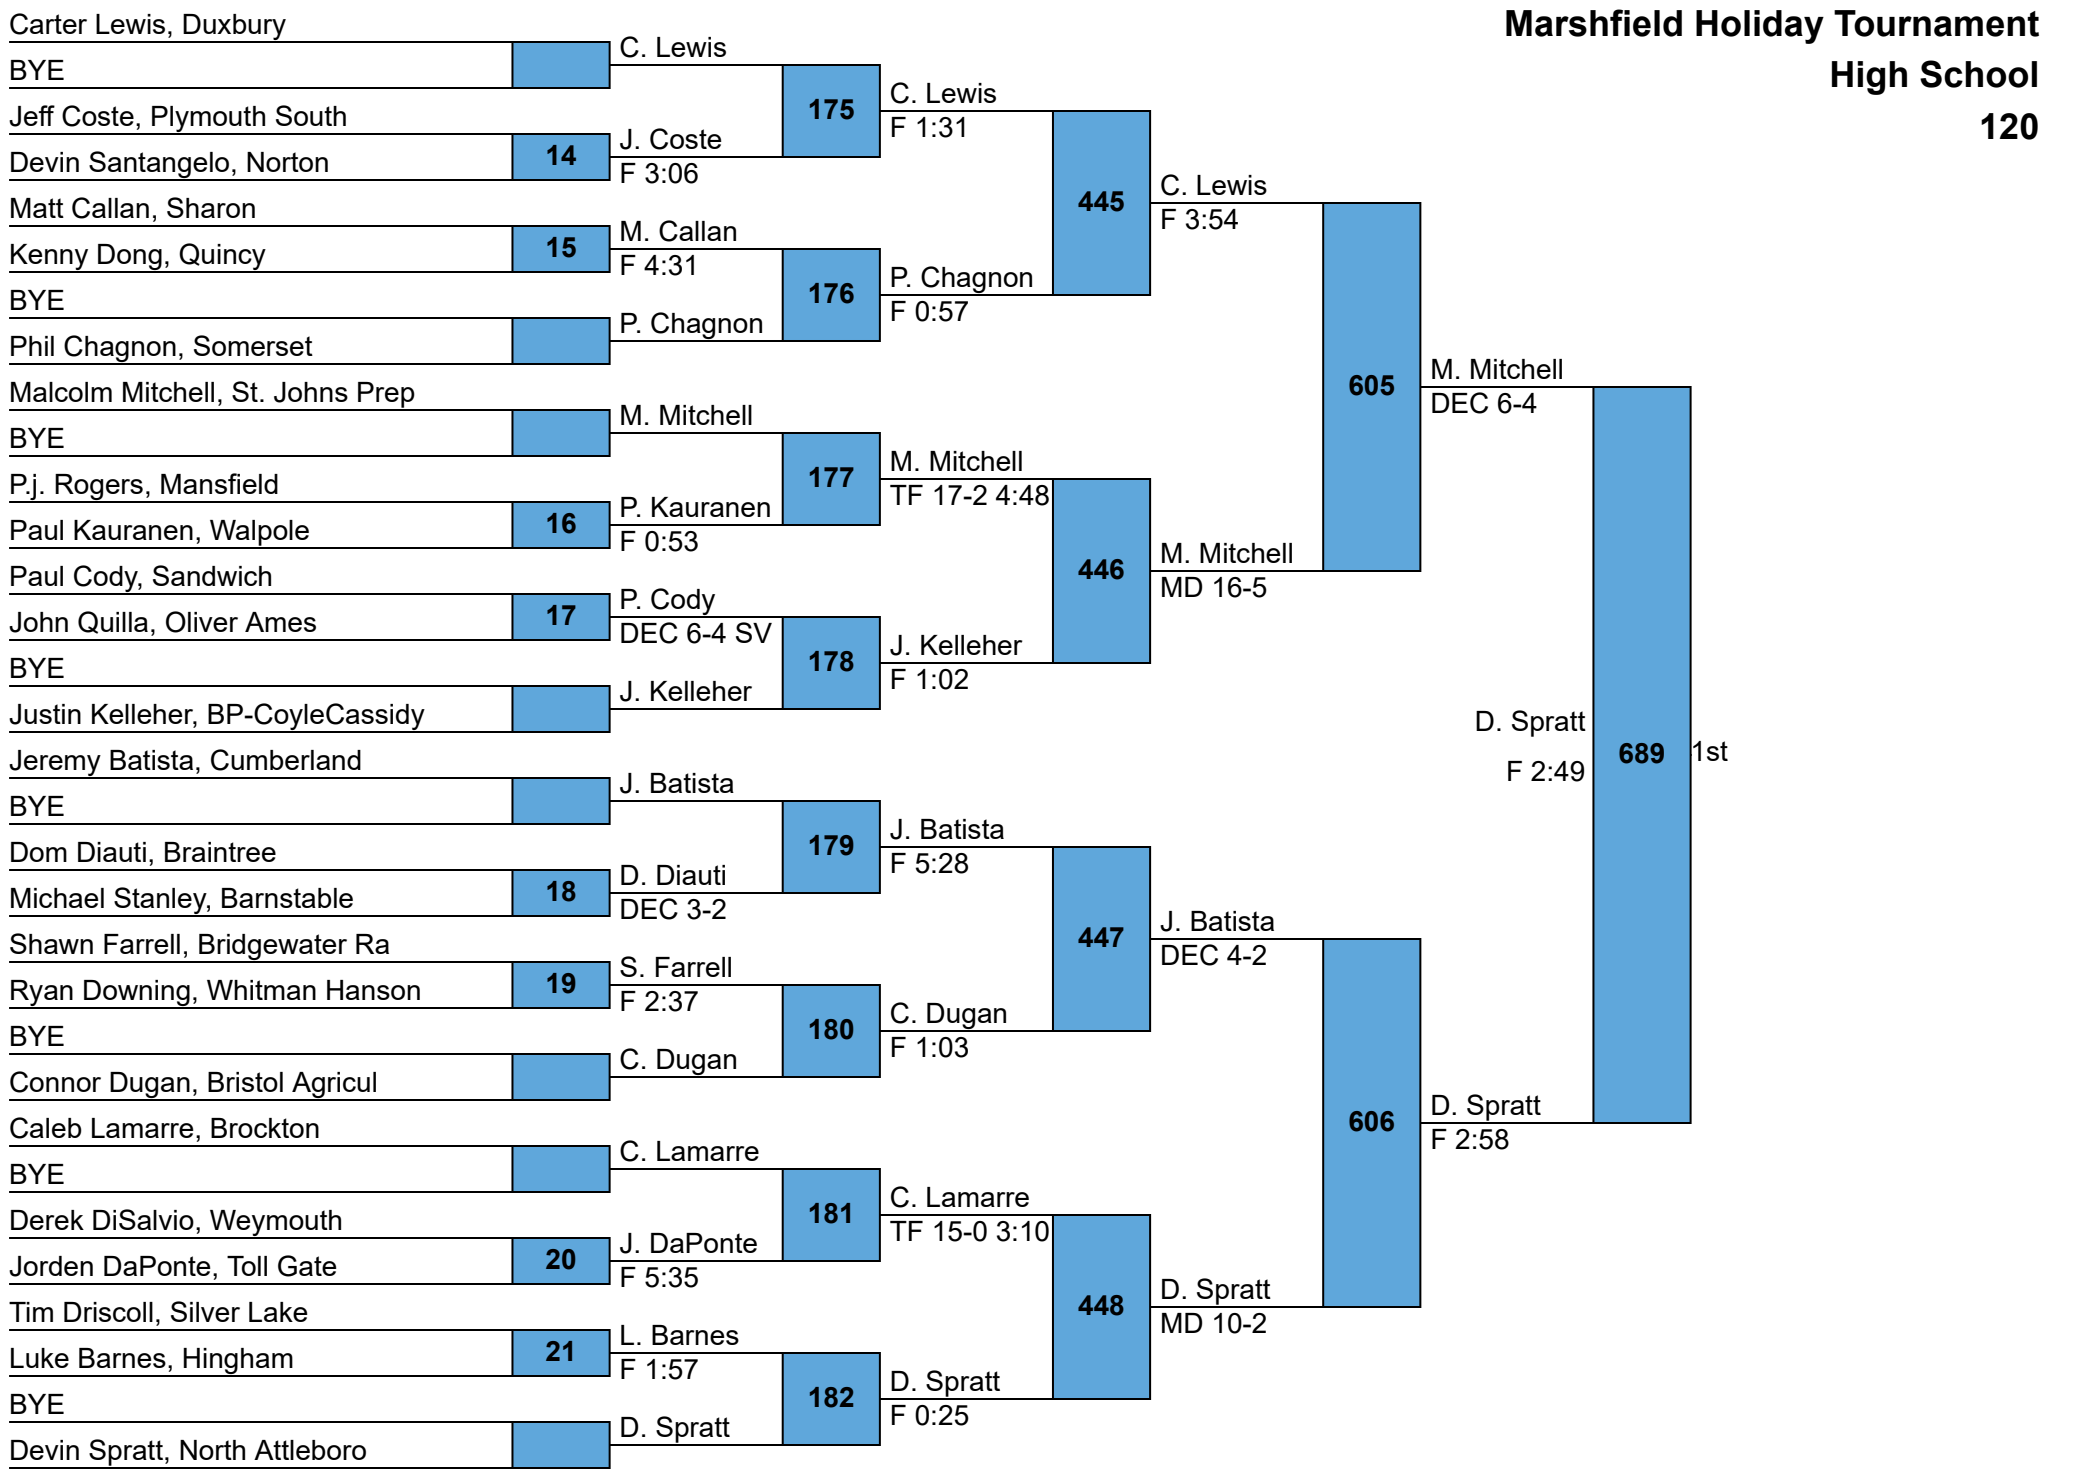 Marshfield Holiday Tournament
High School
120
Carter Lewis, Duxbury
BYE
Jeff Coste, Plymouth South
Devin Santangelo, Norton
Matt Callan, Sharon
Kenny Dong, Quincy
BYE
Phil Chagnon, Somerset
Malcolm Mitchell, St. Johns Prep
BYE
P.j. Rogers, Mansfield
Paul Kauranen, Walpole
Paul Cody, Sandwich
John Quilla, Oliver Ames
BYE
Justin Kelleher, BP-CoyleCassidy
Jeremy Batista, Cumberland
BYE
Dom Diauti, Braintree
Michael Stanley, Barnstable
Shawn Farrell, Bridgewater Ra
Ryan Downing, Whitman Hanson
BYE
Connor Dugan, Bristol Agricul
Caleb Lamarre, Brockton
BYE
Derek DiSalvio, Weymouth
Jorden DaPonte, Toll Gate
Tim Driscoll, Silver Lake
Luke Barnes, Hingham
BYE
Devin Spratt, North Attleboro
14
15
16
17
18
19
20
21
C. Lewis
J. Coste
F 3:06
M. Callan
F 4:31
P. Chagnon
M. Mitchell
P. Kauranen
F 0:53
P. Cody
DEC 6-4 SV
J. Kelleher
J. Batista
D. Diauti
DEC 3-2
S. Farrell
F 2:37
C. Dugan
C. Lamarre
J. DaPonte
F 5:35
L. Barnes
F 1:57
D. Spratt
175
176
177
178
179
180
181
182
C. Lewis
F 1:31
P. Chagnon
F 0:57
M. Mitchell
TF 17-2 4:48
J. Kelleher
F 1:02
J. Batista
F 5:28
C. Dugan
F 1:03
C. Lamarre
TF 15-0 3:10
D. Spratt
F 0:25
445
446
447
448
C. Lewis
F 3:54
M. Mitchell
MD 16-5
J. Batista
DEC 4-2
D. Spratt
MD 10-2
605
606
M. Mitchell
DEC 6-4
D. Spratt
F 2:58
D. Spratt
F 2:49
689
1st